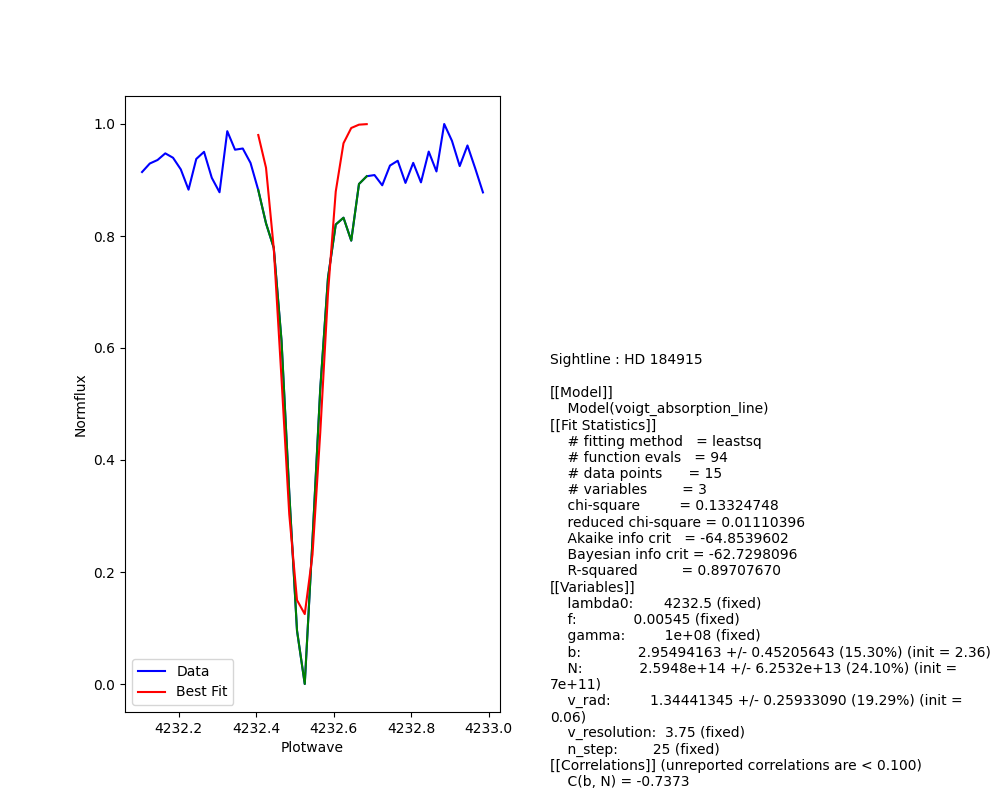 1.0
0.8
0.6
0.4
0.2
0.0
Normflux
Data
Best Fit
4232.2 4232.4 4232.6 4232.8 4233.0
Plotwave
Sightline : HD 184915
[[Model]]
Model(voigt_absorption_line)
[[Fit Statistics]]
# fitting method = leastsq
# function evals = 94
# data points = 15
# variables = 3
chi-square = 0.13324748
reduced chi-square = 0.01110396
Akaike info crit = -64.8539602
Bayesian info crit = -62.7298096
R-squared = 0.89707670
[[Variables]]
lambda0: 4232.5 (fixed)
f: 0.00545 (fixed)
gamma: 1e+08 (fixed)
b: 2.95494163 +/- 0.45205643 (15.30%) (init = 2.36)
N: 2.5948e+14 +/- 6.2532e+13 (24.10%) (init =
7e+11)
v_rad: 1.34441345 +/- 0.25933090 (19.29%) (init =
0.06)
v_resolution: 3.75 (fixed)
n_step: 25 (fixed)
[[Correlations]] (unreported correlations are < 0.100)
C(b, N) = -0.7373